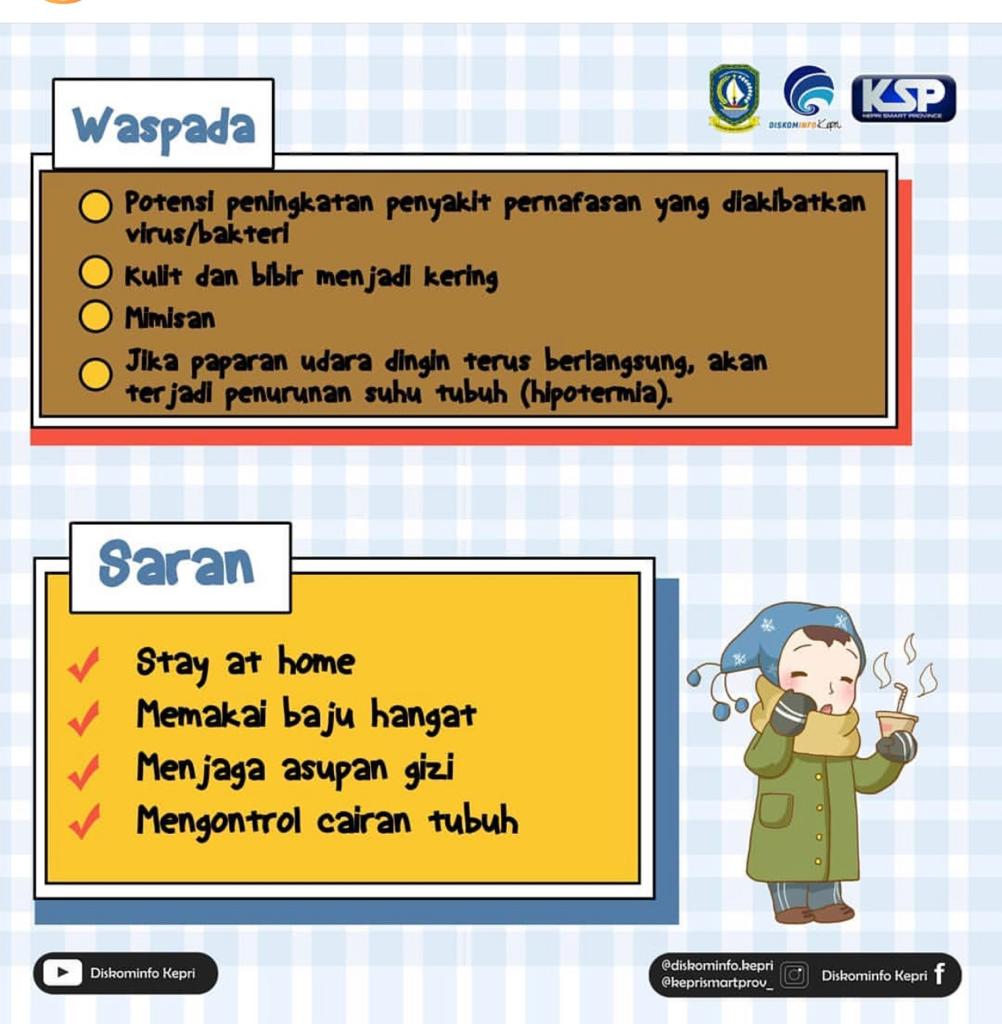 Waspada
DISKOMINFO Kepri
KSP
KEPRI SMART PROVINCE
Potensi peningkatan penyakit pernafasan yang diakibatkan
virus/bakteri
Kulit dan bibir menjadi kering
Mimisan
Jika paparan udara dingin terus berlangsung, akan
terjadi penurunan suhu tubuh (hipotermia).
Saran
Stay at home
Memakai baju hangat
Menjaga asupan gizi
Mengontrol cairan tubuh
Diskominfo Kepri
@diskominfo.kepri
@keprismartprov_
Diskominfo Kepri